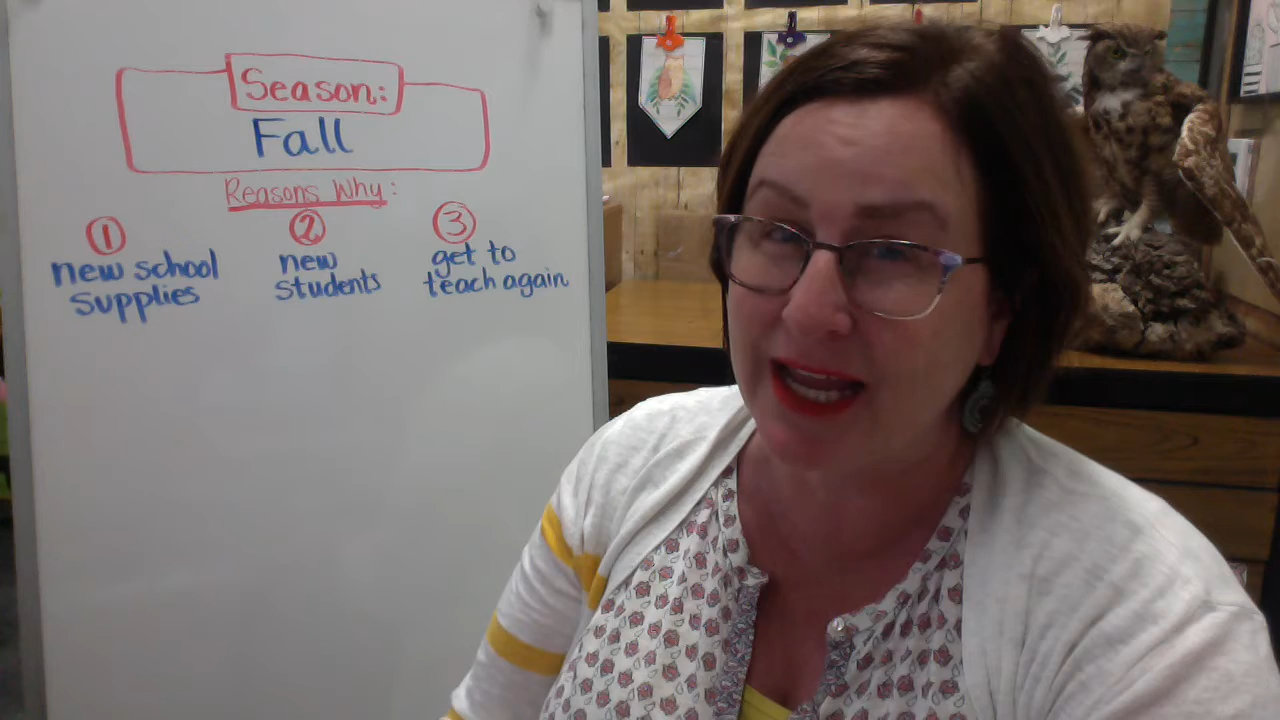 Season:
Fall
Reasons Why:
1
new school
supplies
2
new
students
3
get to
teach again